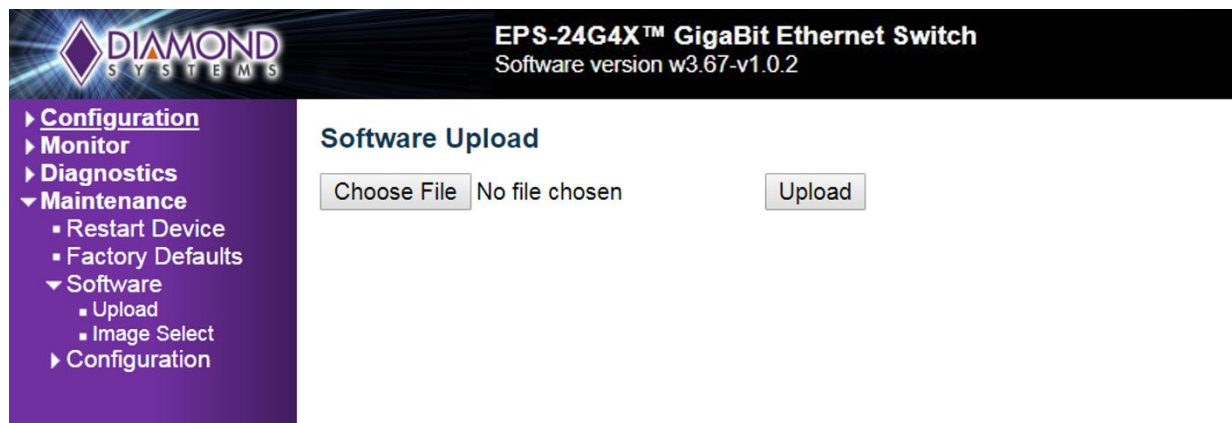 DIAMOND
SYSTEMS
EPS-24G4X™ GigaBit Ethernet Switch
Software version w3.67-v1.0.2
Configuration
Monitor
Diagnostics
Maintenance
Restart Device
Factory Defaults
Software
Upload
Image Select
Configuration
Software Upload
Choose File No file chosen Upload